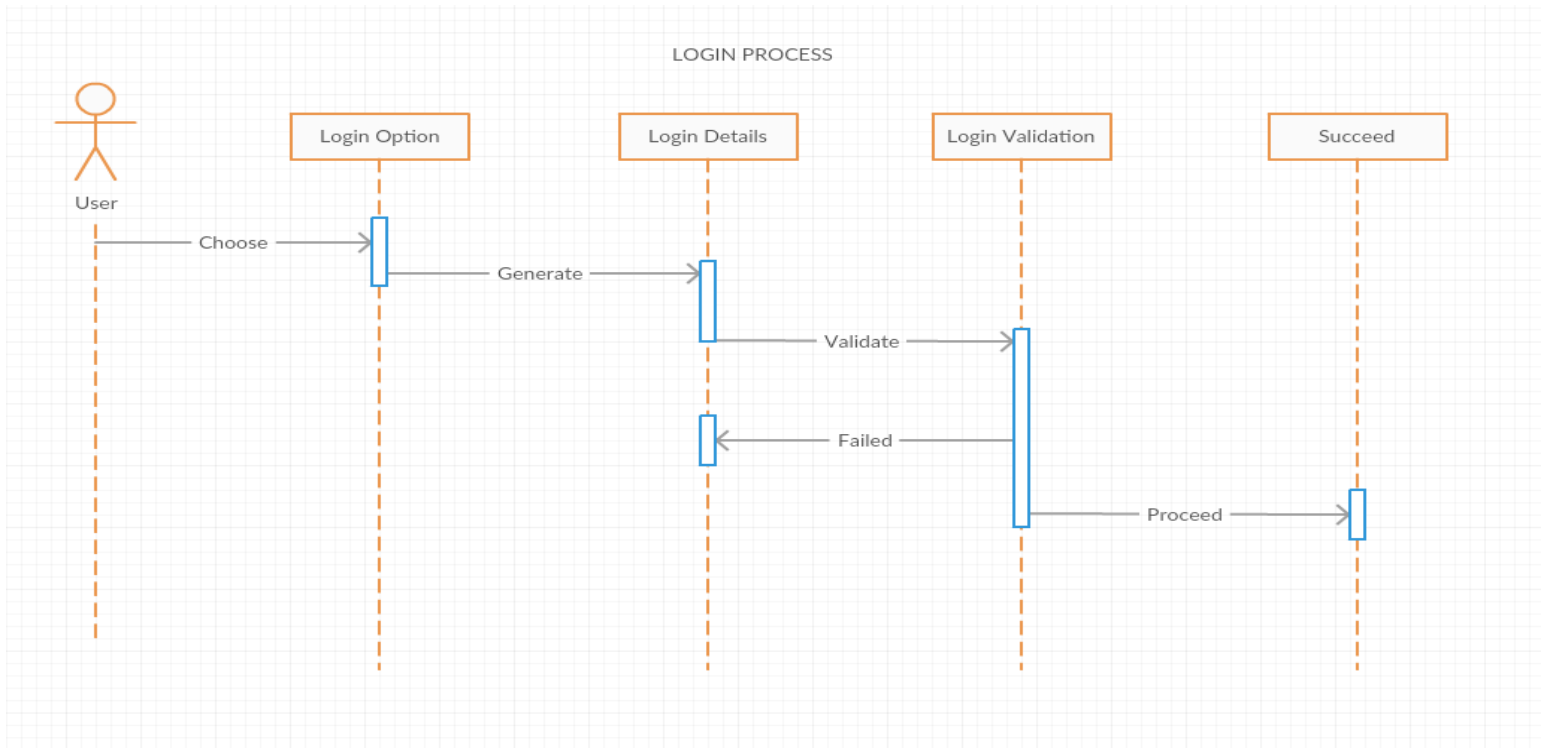 LOGIN PROCESS
User
Login Option
Login Details
Login Validation
Succeed
Choose
Generate
Validate
Failed
Proceed